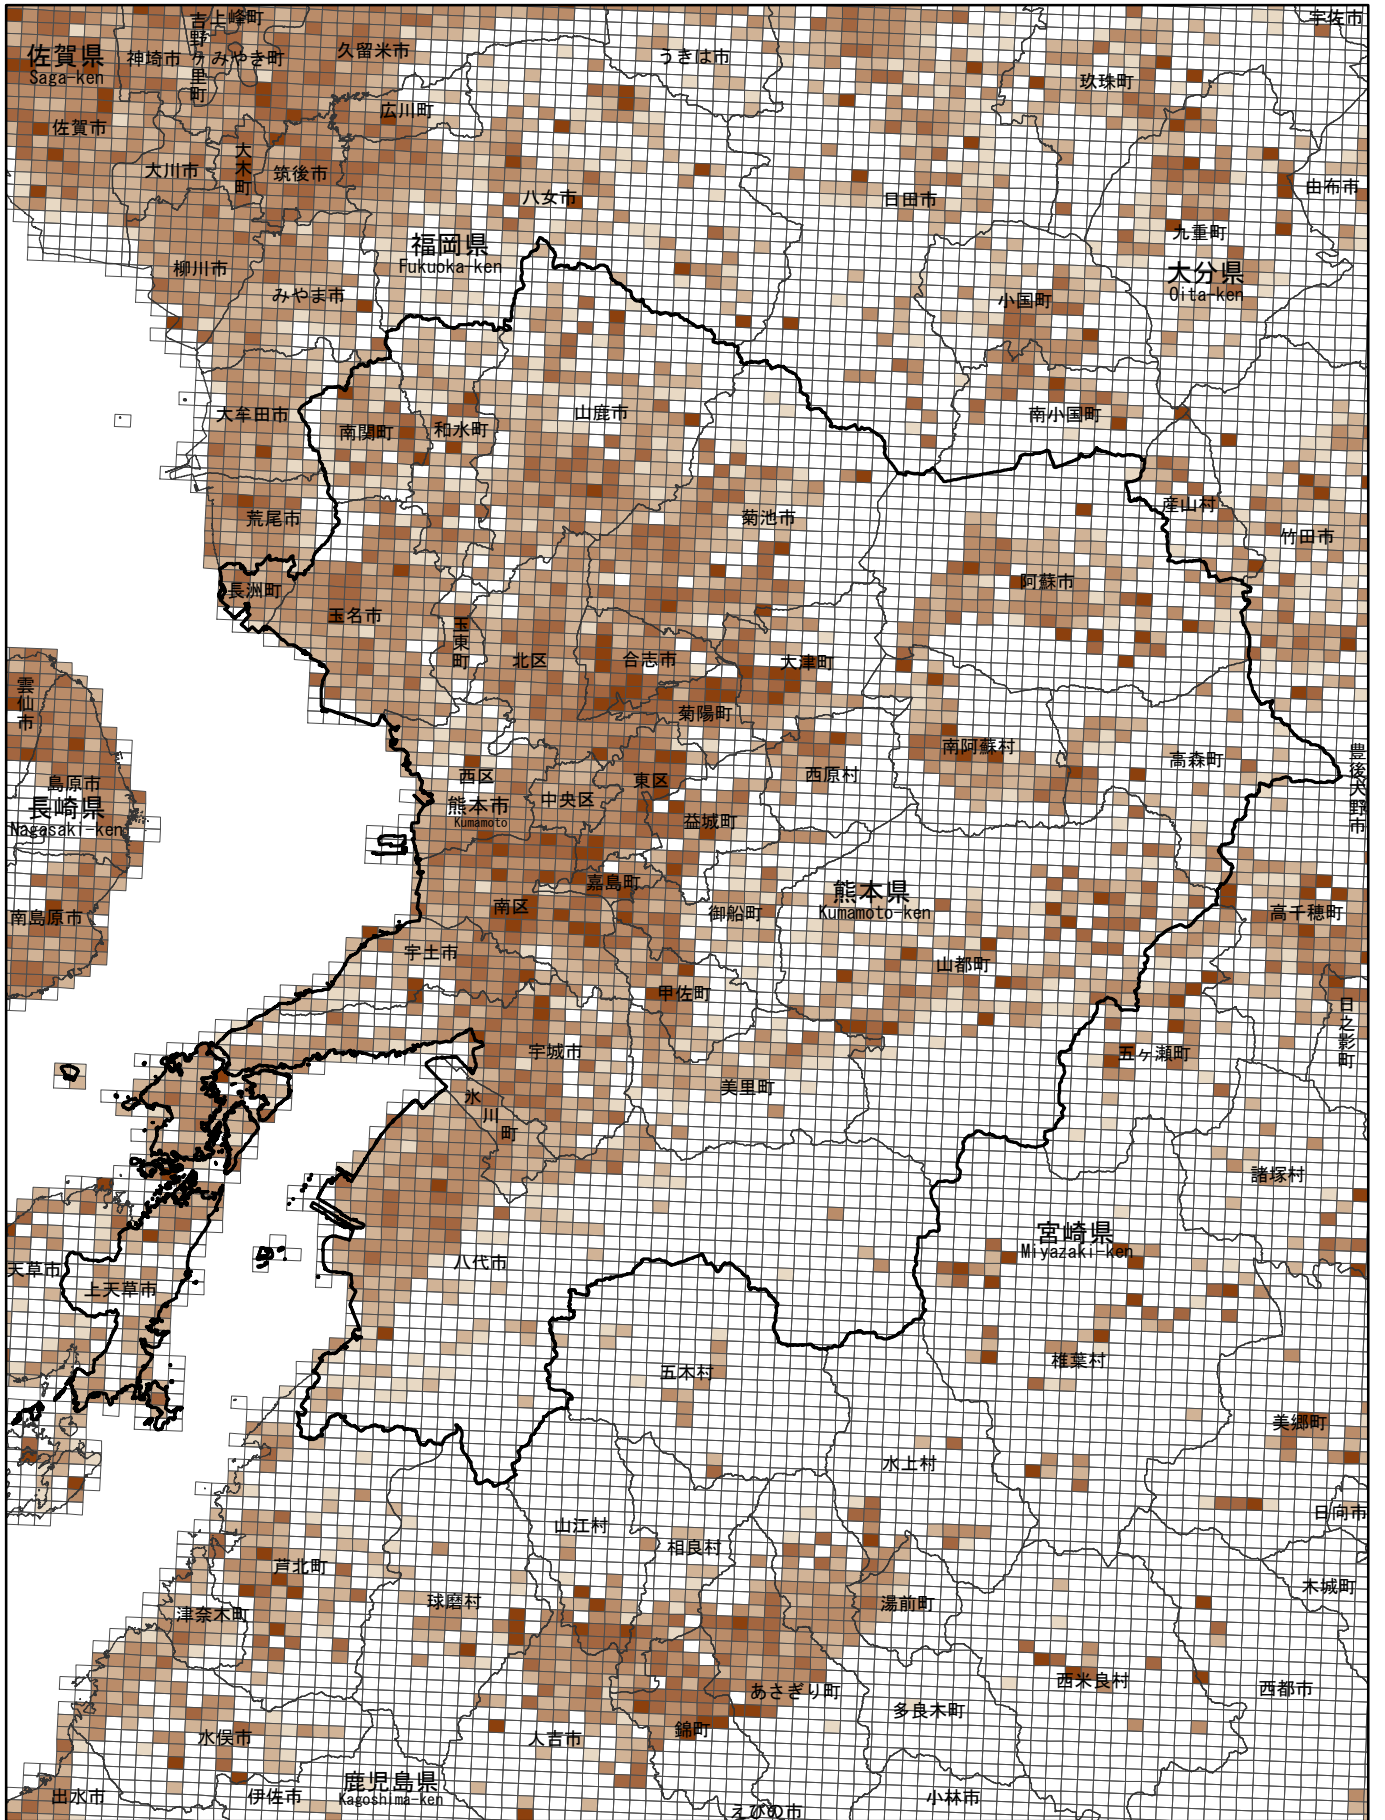 宇佐市
吉野ヶ里町
上峰町
佐賀県
Saga-ken
神埼市
みやき町
久留米市
うきは市
玖珠町
広川町
佐賀市
大川市
大木町
筑後市
八女市
日田市
由布市
九重町
福岡県
Fukuoka-ken
柳川市
大分県
Oita-ken
みやま市
小国町
大牟田市
南関町
和水町
山鹿市
南小国町
荒尾市
菊池市
産山村
竹田市
長洲町
玉名市
阿蘇市
玉東町
北区
合志市
大津町
雲仙市
菊陽町
南阿蘇村
高森町
豊後大野市
島原市
西区
東区
西原村
長崎県
Nagasaki-ken
熊本市
Kumamoto
中央区
益城町
嘉島町
熊本県
Kumamoto-ken
南島原市
南区
御船町
高千穂町
宇土市
山都町
甲佐町
日之影町
宇城市
五ヶ瀬町
美里町
氷川町
諸塚村
宮崎県
Miyazaki-ken
天草市
上天草市
八代市
五木村
椎葉村
美郷町
水上村
日向市
山江村
相良村
芦北町
木城町
津奈木町
球磨村
湯前町
あさぎり町
西米良村
西都市
多良木町
水俣市
人吉市
錦町
出水市
伊佐市
鹿児島県
Kagoshima-ken
えびの市
小林市